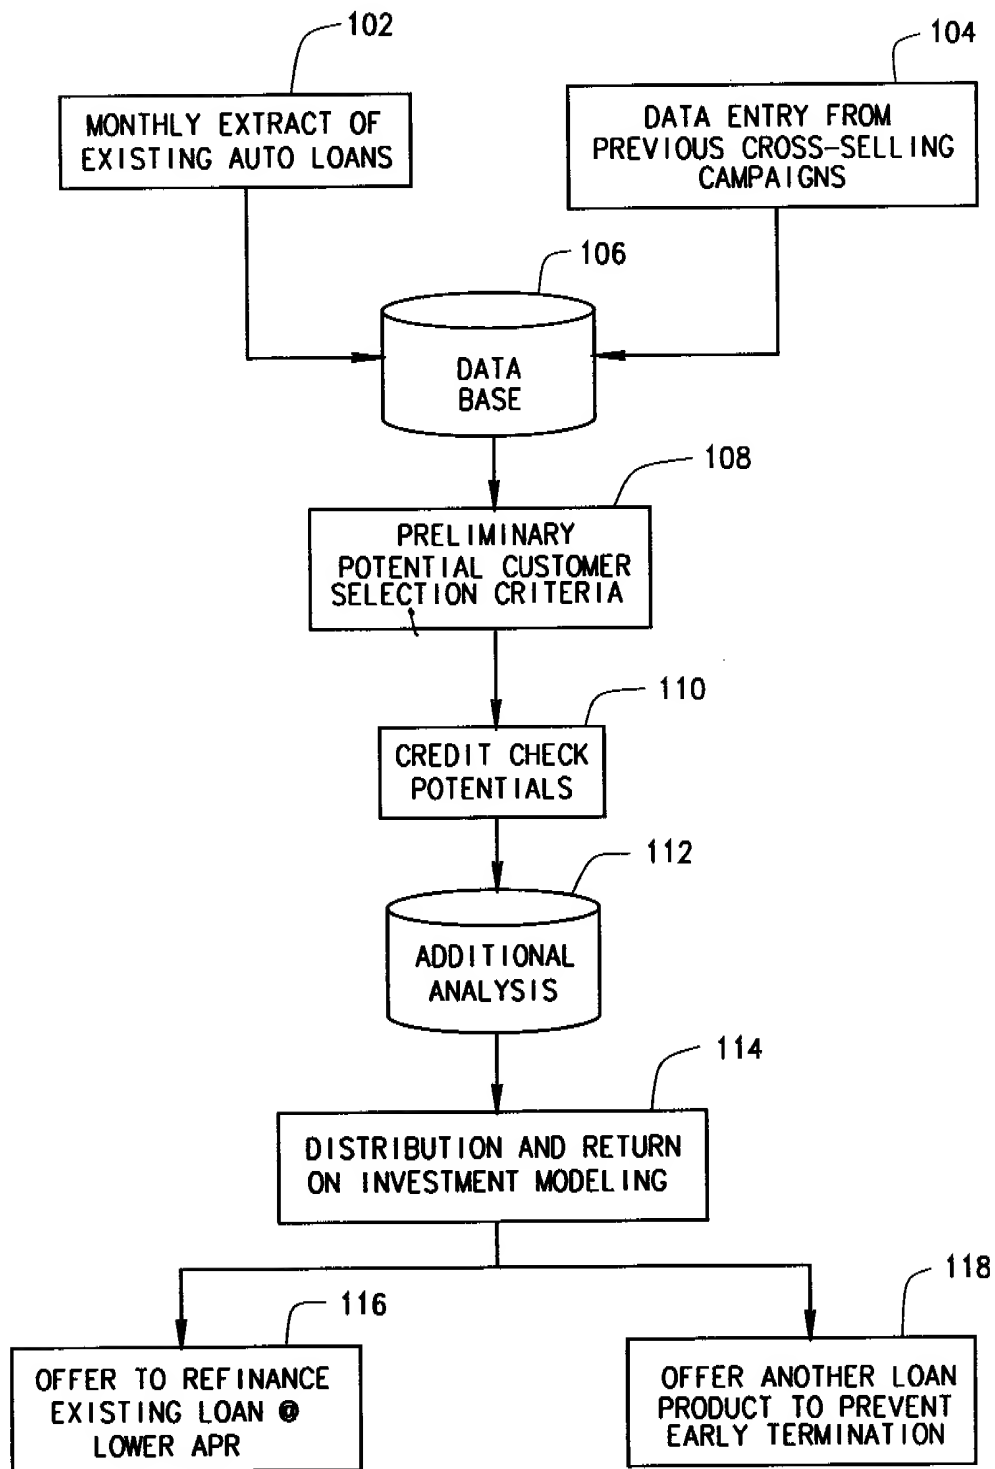 102
104
MONTHLY EXTRACT OF
EXISTING AUTO LOANS
DATA ENTRY FROM
PREVIOUS CROSS-SELLING
CAMPAIGNS
106
DATA
BASE
108
PRELIMINARY
POTENTIAL CUSTOMER
SELECTION CRITERIA
110
CREDIT CHECK
POTENTIALS
112
ADDITIONAL
ANALYSIS
114
DISTRIBUTION AND RETURN
ON INVESTMENT MODELING
116
118
OFFER TO REFINANCE
EXISTING LOAN @
LOWER APR
OFFER ANOTHER LOAN
PRODUCT TO PREVENT
EARLY TERMINATION